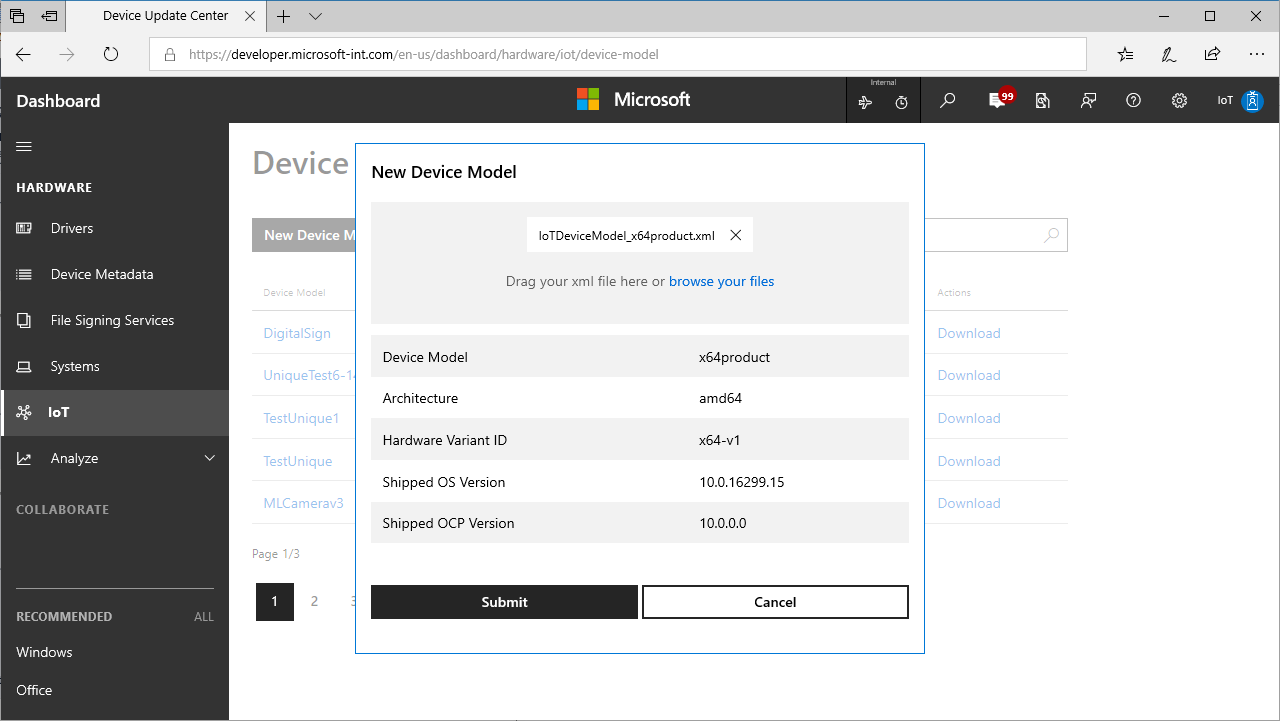 Device Update Center
https://developer.microsoft-int.com/en-us/dashboard/hardware/iot/device-model
Dashboard
Microsoft
Internal
99
IoT
HARDWARE
Drivers
Device Metadata
File Signing Services
Systems
IoT
Analyze
COLLABORATE
RECOMMENDED ALL
Windows
Office
Device
New Device M
Device Model Actions
DigitalSign Download
UniqueTest6-14 Download
TestUnique1 Download
TestUnique Download
MLCamerav3 Download
Page 1/3
1 2 3
New Device Model
IoTDeviceModel_x64product.xml
Drag your xml file here or browse your files
Device Model x64product
Architecture amd64
Hardware Variant ID x64-v1
Shipped OS Version 10.0.16299.15
Shipped OCP Version 10.0.0.0
Submit Cancel